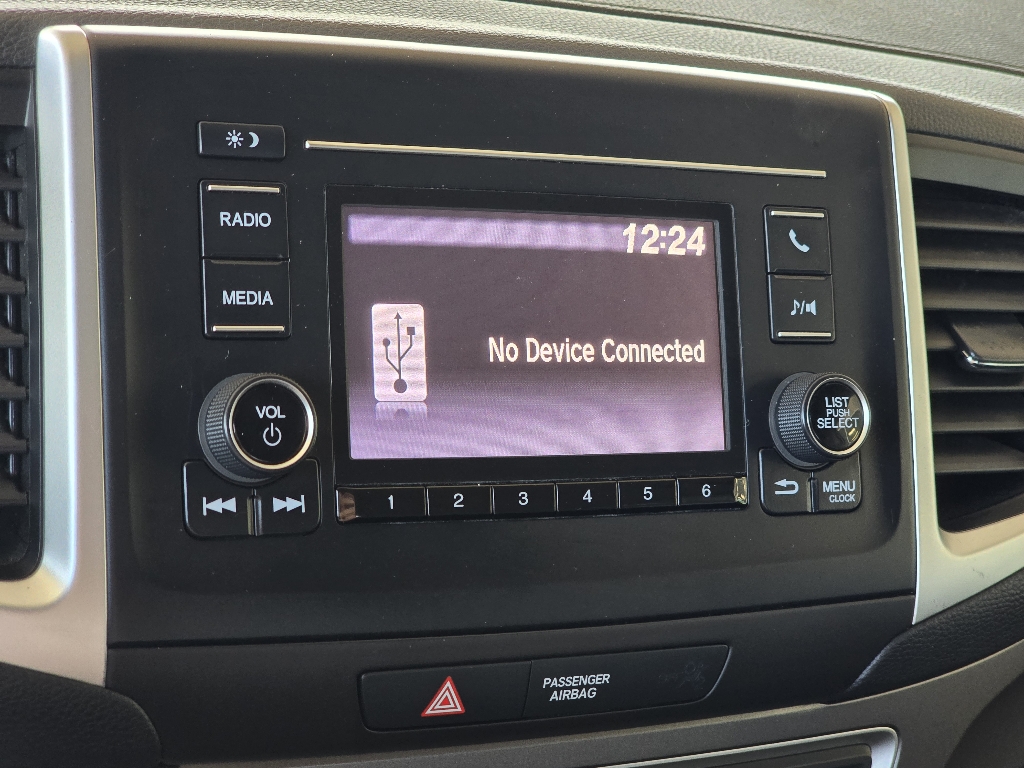 RADIO
MEDIA
12:24
No Device Connected
VOL
LIST
PUSH
SELECT
1 2 3 4 5 6
MENU
CLOCK
PASSENGER
AIRBAG